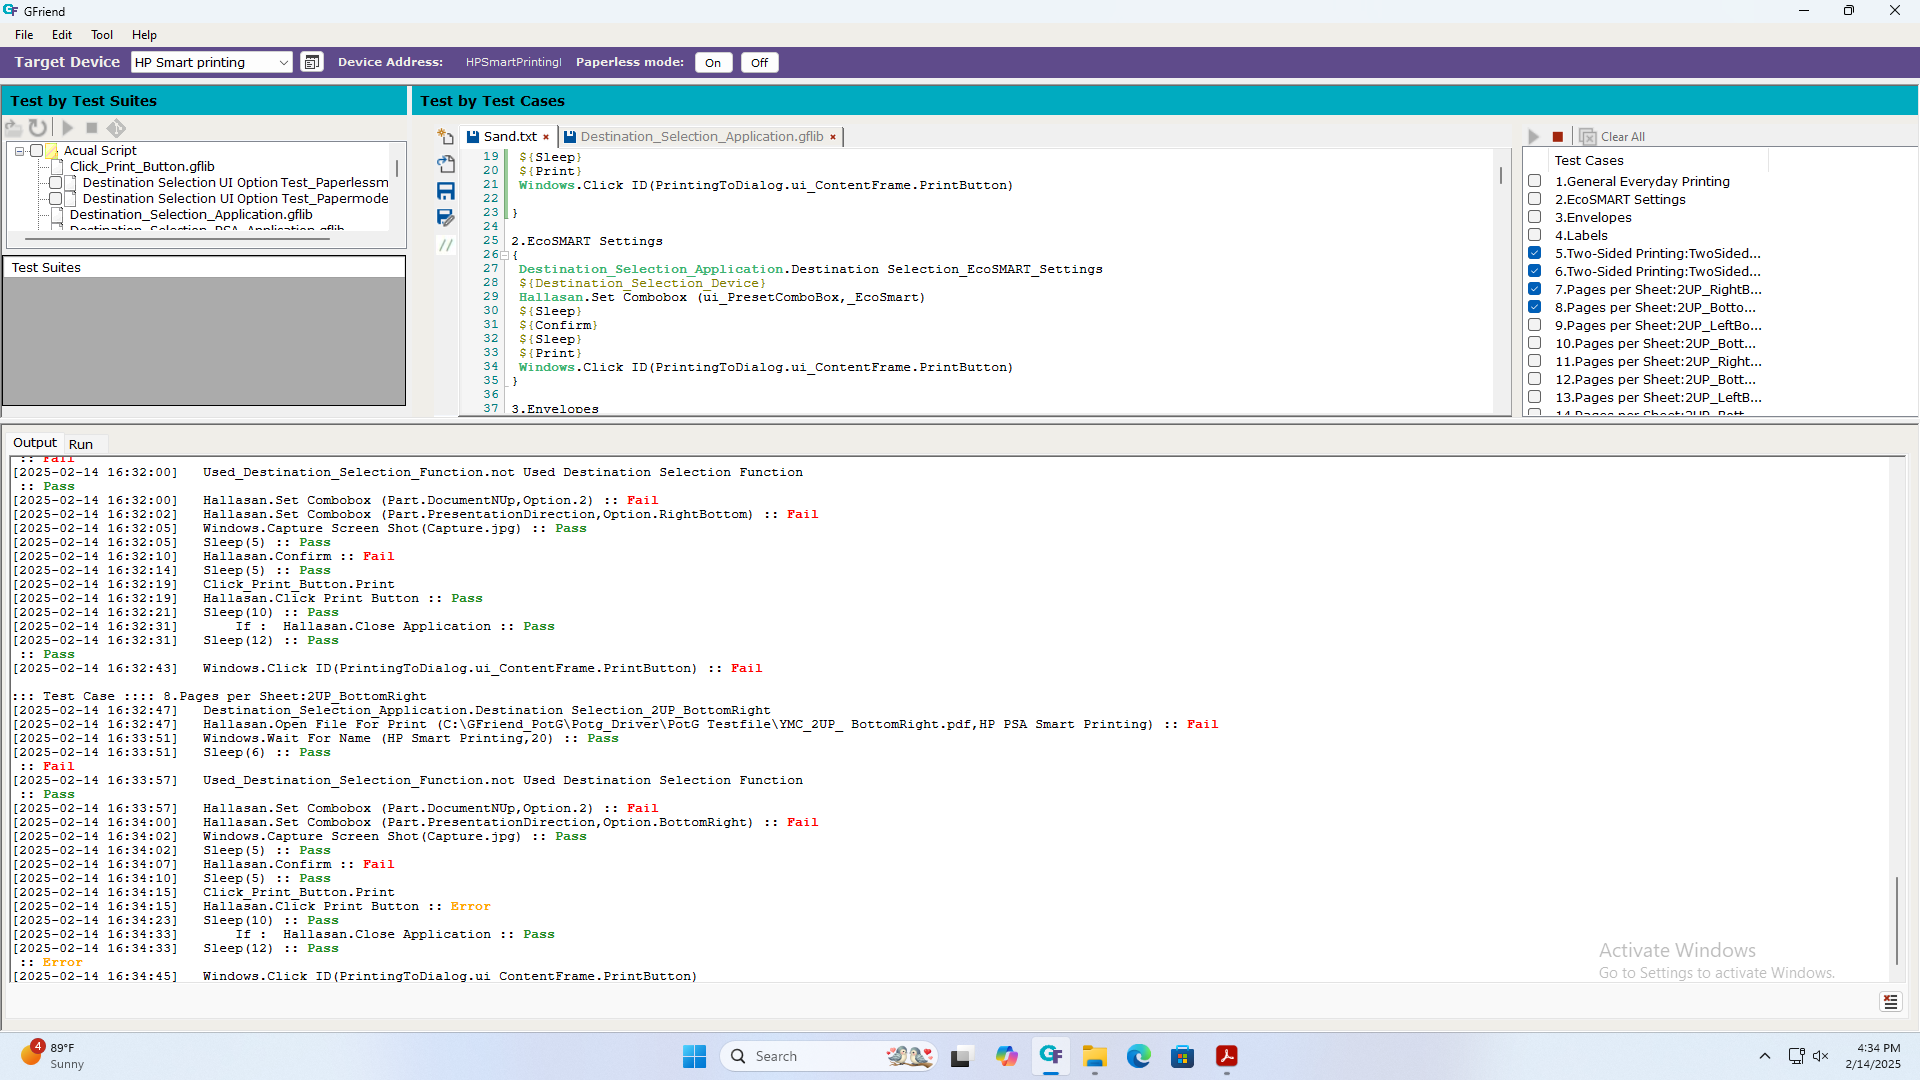 GFriend
File Edit Tool Help
Target Device HP Smart printing Device Address: HPSmartPrintingI Paperless mode: On Off
Test by Test Suites
Acual Script
Click_Print_Button.gflib
Destination Selection UI Option Test_Paperlessm
Destination Selection UI Option Test_Papermode
Destination_Selection_Application.gflib
Destination_Selection_PSA_Application.gflib
Test Suites
Test by Test Cases
Sand.txt Destination_Selection_Application.gflib
19 ${Sleep}
20 ${Print}
21 Windows.Click ID(PrintingToDialog.ui_ContentFrame.PrintButton)
22
23 }
24
25 2.EcoSMART Settings
26 {
27 Destination_Selection_Application.Destination Selection_EcoSMART_Settings
28 ${Destination_Selection_Device}
29 Hallasan.Set Combobox (ui_PresetComboBox,_EcoSmart)
30 ${Sleep}
31 ${Confirm}
32 ${Sleep}
33 ${Print}
34 Windows.Click ID(PrintingToDialog.ui_ContentFrame.PrintButton)
35 }
36
37 3.Envelopes
Clear All
Test Cases
1.General Everyday Printing
2.EcoSMART Settings
3.Envelopes
4.Labels
5.Two-Sided Printing:TwoSided...
6.Two-Sided Printing:TwoSided...
7.Pages per Sheet:2UP_RightB...
8.Pages per Sheet:2UP_Botto...
9.Pages per Sheet:2UP_LeftBo...
10.Pages per Sheet:2UP_Bott...
11.Pages per Sheet:2UP_Right...
12.Pages per Sheet:2UP_Bott...
13.Pages per Sheet:2UP_LeftB...
14.Pages per Sheet:2UP_Bott...
Output Run
:: Fail
[2025-02-14 16:32:00] Used_Destination_Selection_Function.not Used Destination Selection Function
:: Pass
[2025-02-14 16:32:00] Hallasan.Set Combobox (Part.DocumentNUp,Option.2) :: Fail
[2025-02-14 16:32:02] Hallasan.Set Combobox (Part.PresentationDirection,Option.RightBottom) :: Fail
[2025-02-14 16:32:05] Windows.Capture Screen Shot(Capture.jpg) :: Pass
[2025-02-14 16:32:05] Sleep(5) :: Pass
[2025-02-14 16:32:10] Hallasan.Confirm :: Fail
[2025-02-14 16:32:14] Sleep(5) :: Pass
[2025-02-14 16:32:19] Click_Print_Button.Print
[2025-02-14 16:32:19] Hallasan.Click Print Button :: Pass
[2025-02-14 16:32:21] Sleep(10) :: Pass
[2025-02-14 16:32:31] If : Hallasan.Close Application :: Pass
[2025-02-14 16:32:31] Sleep(12) :: Pass
:: Pass
[2025-02-14 16:32:43] Windows.Click ID(PrintingToDialog.ui_ContentFrame.PrintButton) :: Fail
::: Test Case :::: 8.Pages per Sheet:2UP_BottomRight
[2025-02-14 16:32:47] Destination_Selection_Application.Destination Selection_2UP_BottomRight
[2025-02-14 16:32:47] Hallasan.Open File For Print (C:\GFriend_PotG\Potg_Driver\PotG Testfile\YMC_2UP_ BottomRight.pdf,HP PSA Smart Printing) :: Fail
[2025-02-14 16:33:51] Windows.Wait For Name (HP Smart Printing,20) :: Pass
[2025-02-14 16:33:51] Sleep(6) :: Pass
:: Fail
[2025-02-14 16:33:57] Used_Destination_Selection_Function.not Used Destination Selection Function
:: Pass
[2025-02-14 16:33:57] Hallasan.Set Combobox (Part.DocumentNUp,Option.2) :: Fail
[2025-02-14 16:34:00] Hallasan.Set Combobox (Part.PresentationDirection,Option.BottomRight) :: Fail
[2025-02-14 16:34:02] Windows.Capture Screen Shot(Capture.jpg) :: Pass
[2025-02-14 16:34:02] Sleep(5) :: Pass
[2025-02-14 16:34:07] Hallasan.Confirm :: Fail
[2025-02-14 16:34:10] Sleep(5) :: Pass
[2025-02-14 16:34:15] Click_Print_Button.Print
[2025-02-14 16:34:15] Hallasan.Click Print Button :: Error
[2025-02-14 16:34:23] Sleep(10) :: Pass
[2025-02-14 16:34:33] If : Hallasan.Close Application :: Pass
[2025-02-14 16:34:33] Sleep(12) :: Pass
:: Error
[2025-02-14 16:34:45] Windows.Click ID(PrintingToDialog.ui_ContentFrame.PrintButton)
Activate Windows
Go to Settings to activate Windows.
4 89°F
Sunny
Search
4:34 PM
2/14/2025